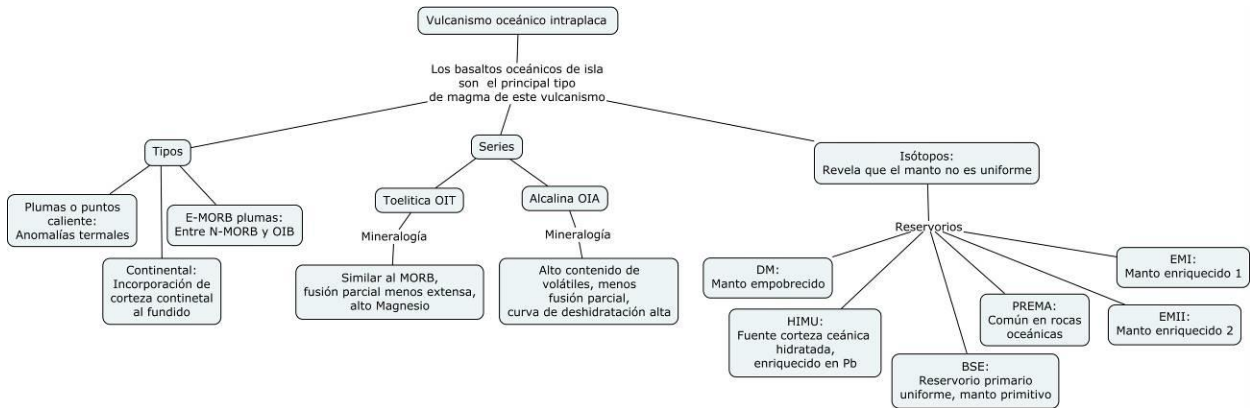 Vulcanismo oceánico intraplaca
Los basaltos oceánicos de isla
son el principal tipo
de magma de este vulcanismo
Tipos
Plumas o puntos
caliente:
Anomalías termales
Continental:
Incorporación de
corteza continetal
al fundido
E-MORB plumas:
Entre N-MORB y OIB
Series
Toelitica OIT
Mineralogía
Similar al MORB,
fusión parcial menos extensa,
alto Magnesio
Alcalina OIA
Mineralogía
Alto contenido de
volátiles, menos
fusión parcial,
curva de deshidratación alta
Isótopos:
Revela que el manto no es uniforme
Reservorios
DM:
Manto empobrecido
HIMU:
Fuente corteza ceánica
hidratada,
enriquecido en Pb
BSE:
Reservorio primario
uniforme, manto primitivo
PREMA:
Común en rocas
oceánicas
EMII:
Manto enriquecido 2
EMI:
Manto enriquecido 1